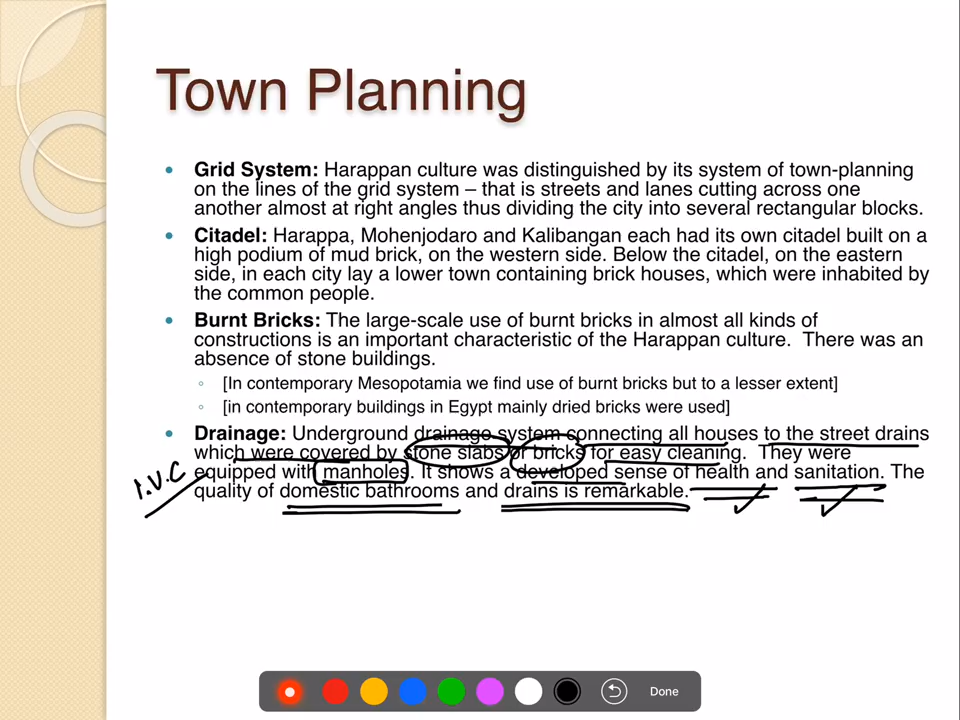 Town Planning
Grid System: Harappan culture was distinguished by its system of town-planning
on the lines of the grid system – that is streets and lanes cutting across one
another almost at right angles thus dividing the city into several rectangular blocks.
Citadel: Harappa, Mohenjodaro and Kalibangan each had its own citadel built on a
high podium of mud brick, on the western side. Below the citadel, on the eastern
side, in each city lay a lower town containing brick houses, which were inhabited by
the common people.
Burnt Bricks: The large-scale use of burnt bricks in almost all kinds of
constructions is an important characteristic of the Harappan culture. There was an
absence of stone buildings.
[In contemporary Mesopotamia we find use of burnt bricks but to a lesser extent]
[in contemporary buildings in Egypt mainly dried bricks were used]
Drainage: Underground drainage system connecting all houses to the street drains
which were covered by stone slabs or bricks for easy cleaning. They were
equipped with manholes. It shows a developed sense of health and sanitation. The
quality of domestic bathrooms and drains is remarkable.
I.V.C
Done